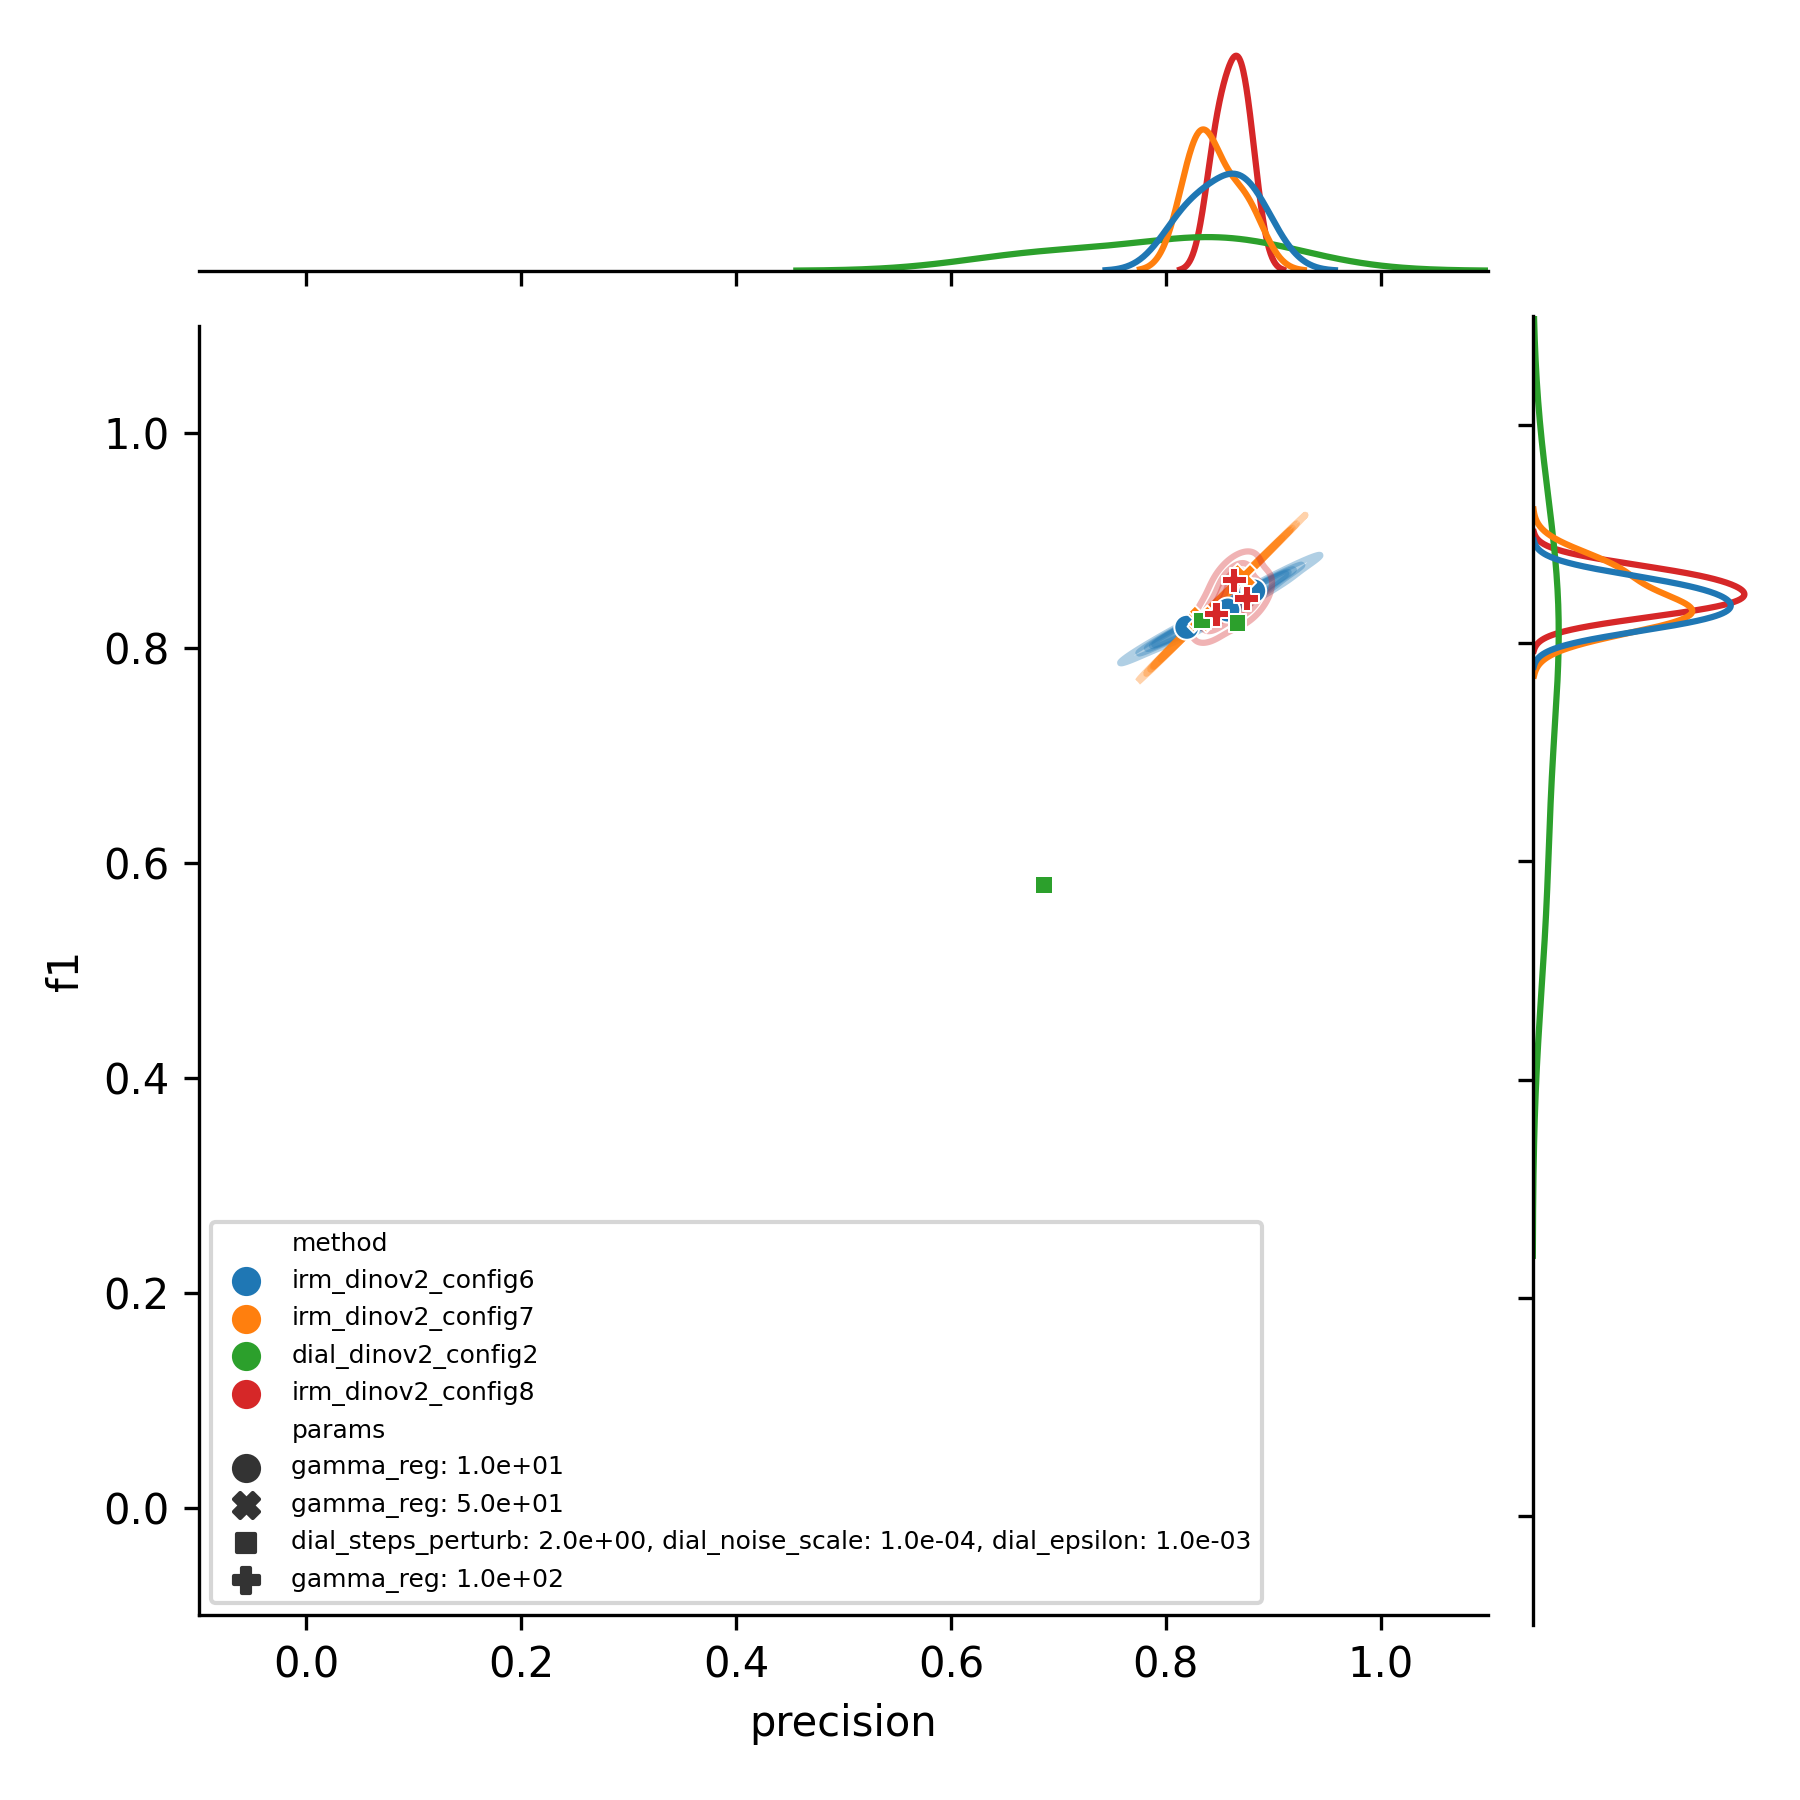 1.0
0.8
0.6
0.4
0.2
0.0
f1
method
irm_dinov2_config6
irm_dinov2_config7
dial_dinov2_config2
irm_dinov2_config8
params
gamma_reg: 1.0e+01
gamma_reg: 5.0e+01
dial_steps_perturb: 2.0e+00, dial_noise_scale: 1.0e-04, dial_epsilon: 1.0e-03
gamma_reg: 1.0e+02
0.0 0.2 0.4 0.6 0.8 1.0
precision